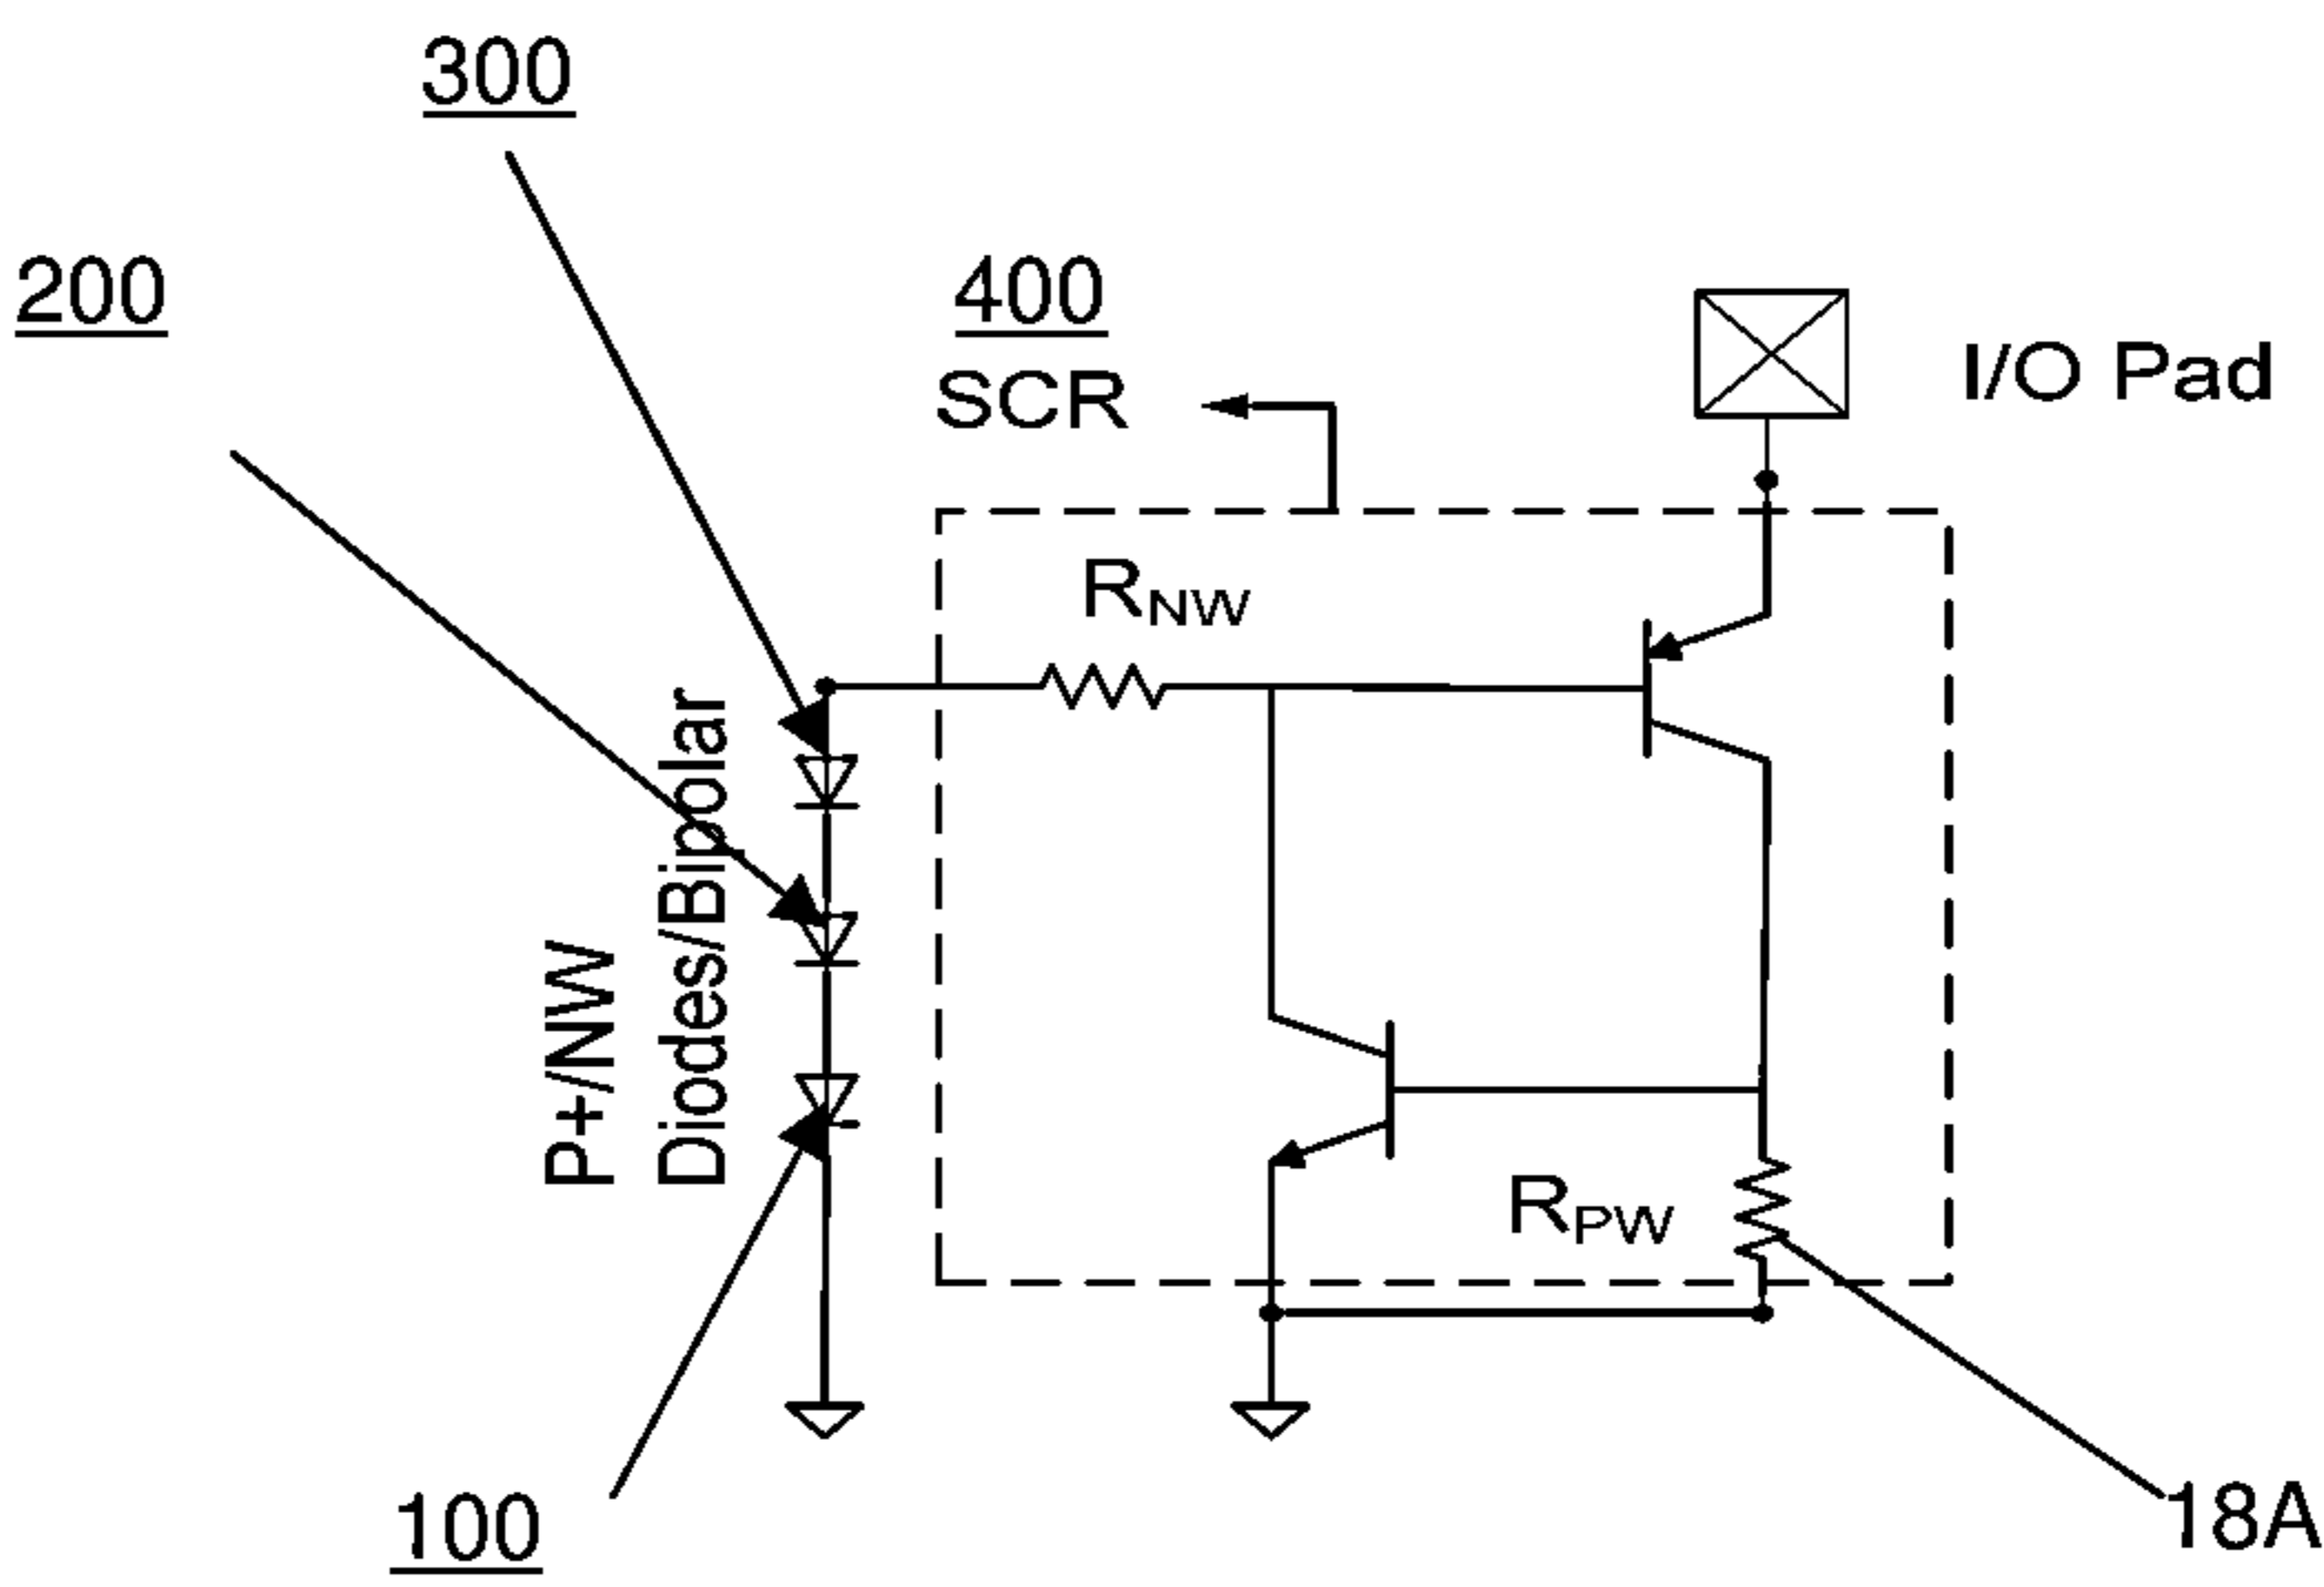 300
200
400
SCR
I/O Pad
RNW
P+/NW
Diodes/Bipolar
RPW
100
18A